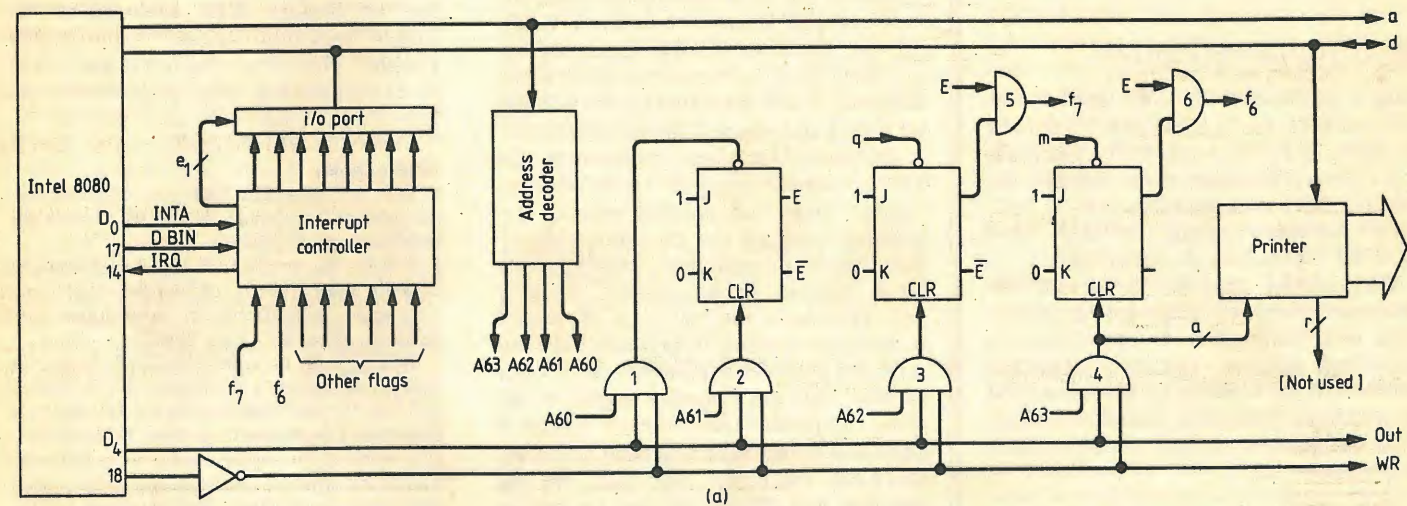 a
d
i/o port
e1
Intel 8080
D0
INTA
17
D BIN
14
IRQ
Interrupt
controller
f7
f6
Other flags
Address
decoder
A63 A62 A61 A60
1
J
E
0
K
E̅
CLR
q
1
J
0
K
E̅
CLR
E
5
f7
m
1
J
0
K
CLR
E
6
f6
Printer
a
r
[Not used]
1
2
3
4
A60
A61
A62
A63
D4
18
Out
WR
(a)